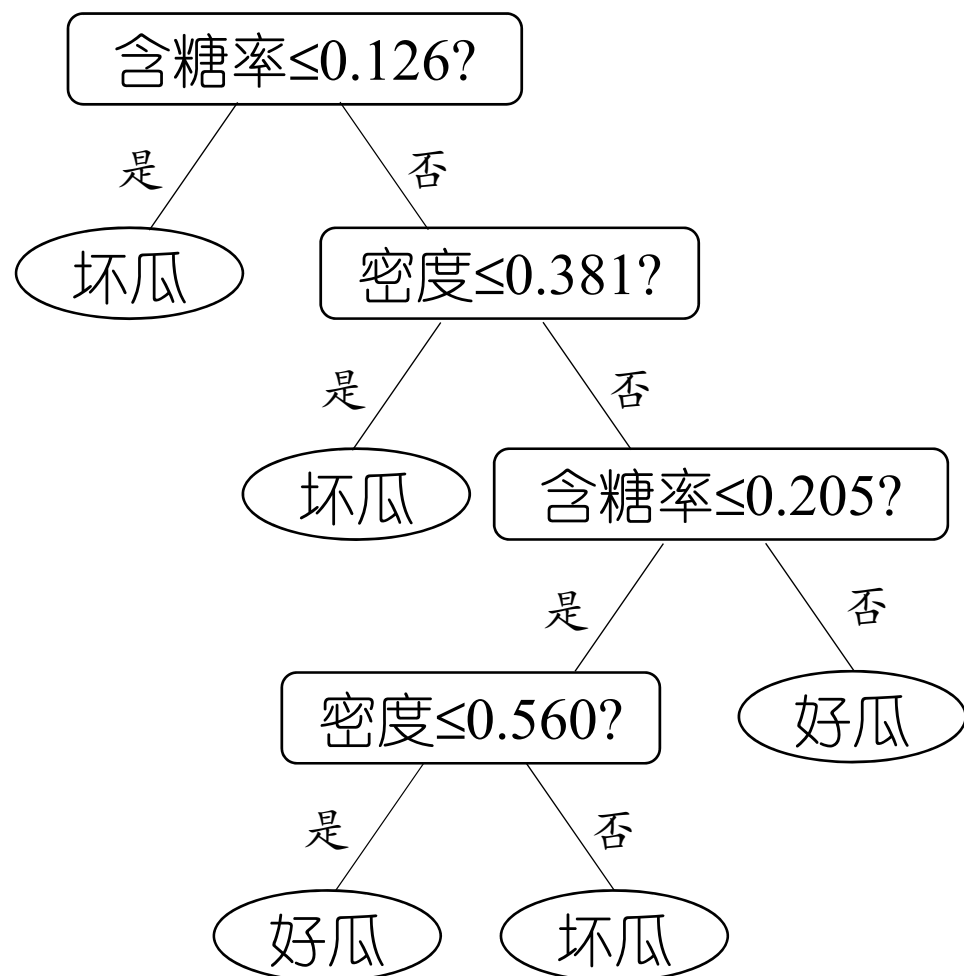 含糖率≤0.126?
是
否
坏瓜
密度≤0.381?
是
否
坏瓜
含糖率≤0.205?
是
否
密度≤0.560?
好瓜
是
否
好瓜
坏瓜